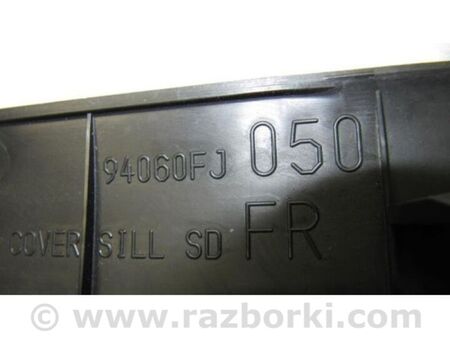 94060FJ 050
COVER SILL SD FR
© www.razborki.com